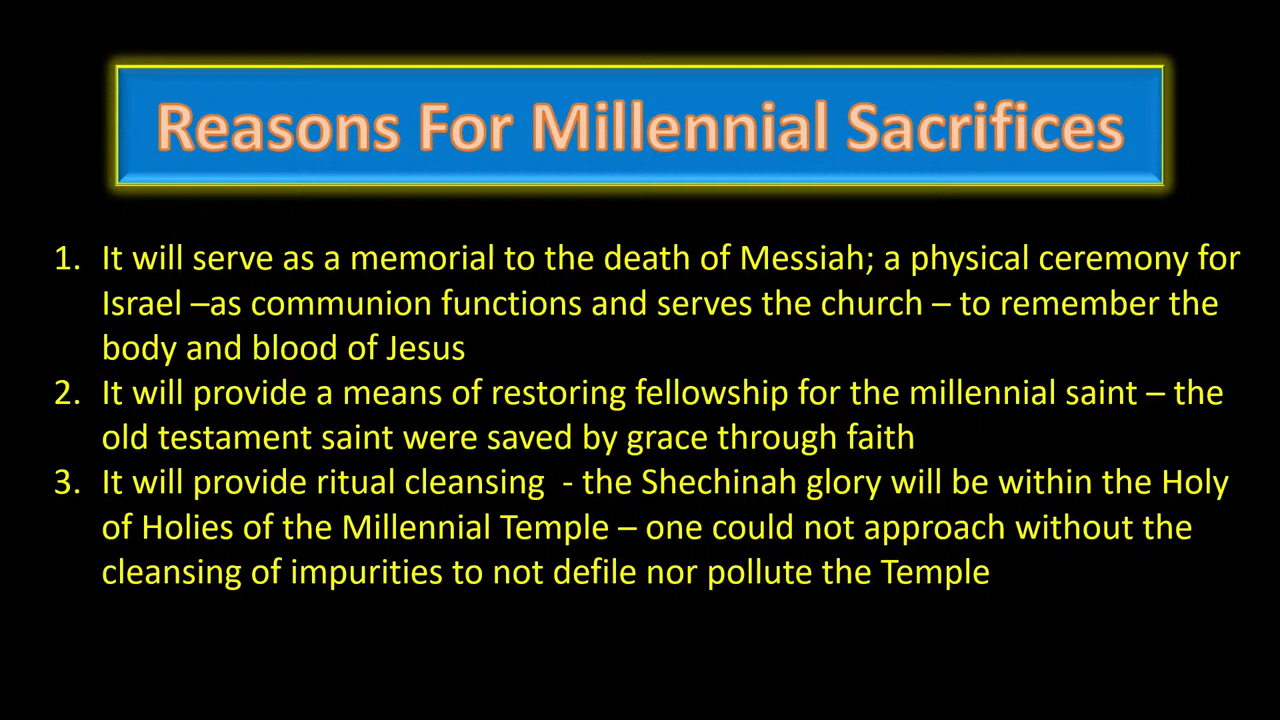 Reasons For Millennial Sacrifices
1. It will serve as a memorial to the death of Messiah; a physical ceremony for
Israel –as communion functions and serves the church – to remember the
body and blood of Jesus
2. It will provide a means of restoring fellowship for the millennial saint – the
old testament saint were saved by grace through faith
3. It will provide ritual cleansing  - the Shechinah glory will be within the Holy
of Holies of the Millennial Temple – one could not approach without the
cleansing of impurities to not defile nor pollute the Temple